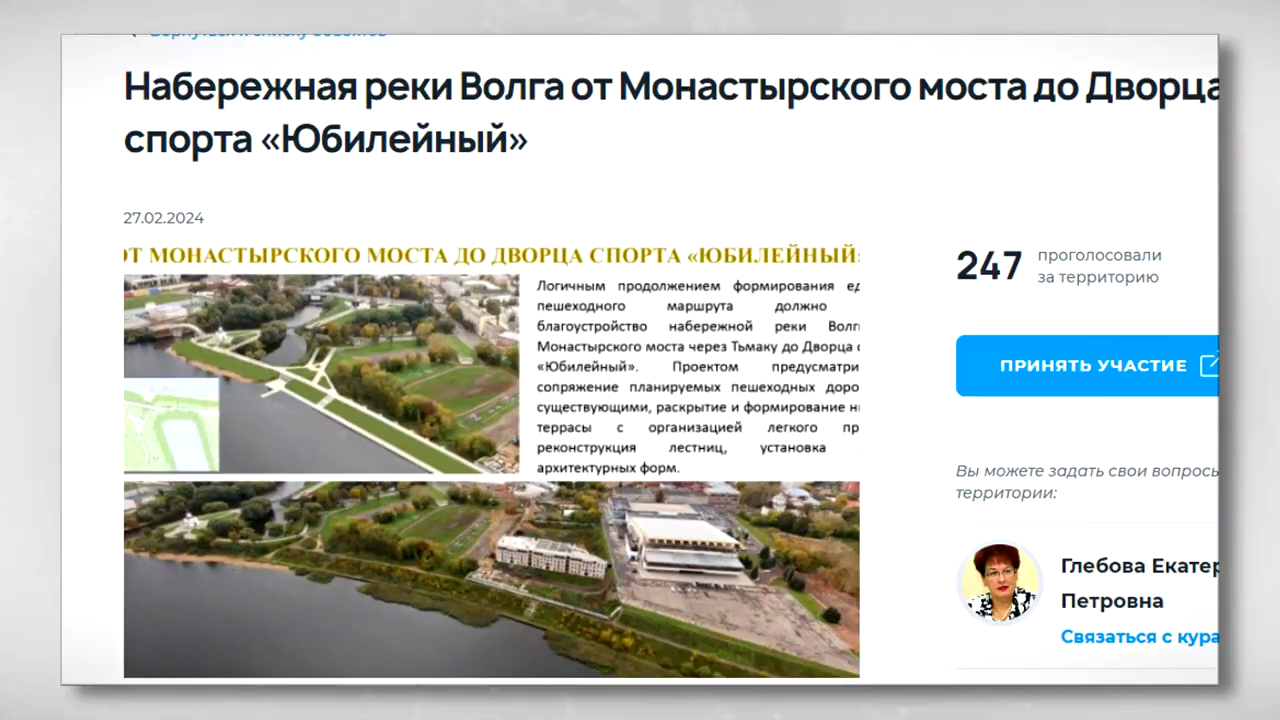 Набережная реки Волга от Монастырского моста до Дворца
спорта «Юбилейный»
27.02.2024
ОТ МОНАСТЫРСКОГО МОСТА ДО ДВОРЦА СПОРТА «ЮБИЛЕЙНЫЙ»
Логичным продолжением формирования
пешеходного маршрута должно
благоустройство набережной реки
Монастырского моста через Тьмаку до Дворца
«Юбилейный». Проектом
сопряжение планируемых пешеходных
существующими, раскрытие и формирование
террасы с организацией легкого
реконструкция лестниц, установка
архитектурных форм.
247
проголосовали
за территорию
ПРИНЯТЬ УЧАСТИЕ
Вы можете задать свои вопросы
территории:
Глебова
Петровна
Связаться с